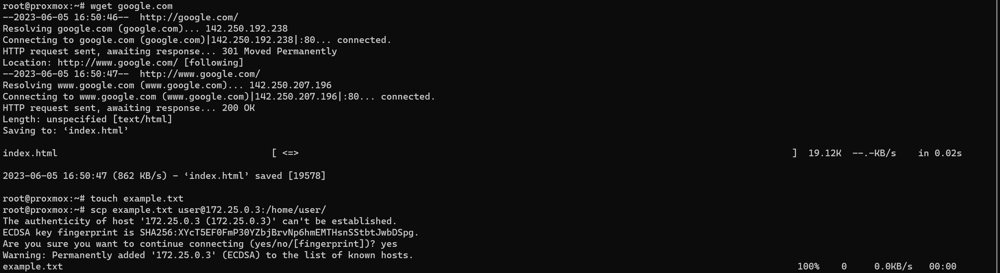 root@proxmox:~# wget google.com
--2023-06-05 16:50:46--  http://google.com/
Resolving google.com (google.com)... 142.250.192.238
Connecting to google.com (google.com)|142.250.192.238|:80... connected.
HTTP request sent, awaiting response... 301 Moved Permanently
Location: http://www.google.com/ [following]
--2023-06-05 16:50:47--  http://www.google.com/
Resolving www.google.com (www.google.com)... 142.250.207.196
Connecting to www.google.com (www.google.com)|142.250.207.196|:80... connected.
HTTP request sent, awaiting response... 200 OK
Length: unspecified [text/html]
Saving to: ‘index.html’
index.html [ <=> ] 19.12K --.-KB/s in 0.02s
2023-06-05 16:50:47 (862 KB/s) - ‘index.html’ saved [19578]
root@proxmox:~# touch example.txt
root@proxmox:~# scp example.txt user@172.25.0.3:/home/user/
The authenticity of host '172.25.0.3 (172.25.0.3)' can't be established.
ECDSA key fingerprint is SHA256:XYcT5EF0FmP30YZbjBrvNp6hmEMTHsnSStbtJwbDSpg.
Are you sure you want to continue connecting (yes/no/[fingerprint])? yes
Warning: Permanently added '172.25.0.3' (ECDSA) to the list of known hosts.
example.txt 100% 0 0.0KB/s 00:00